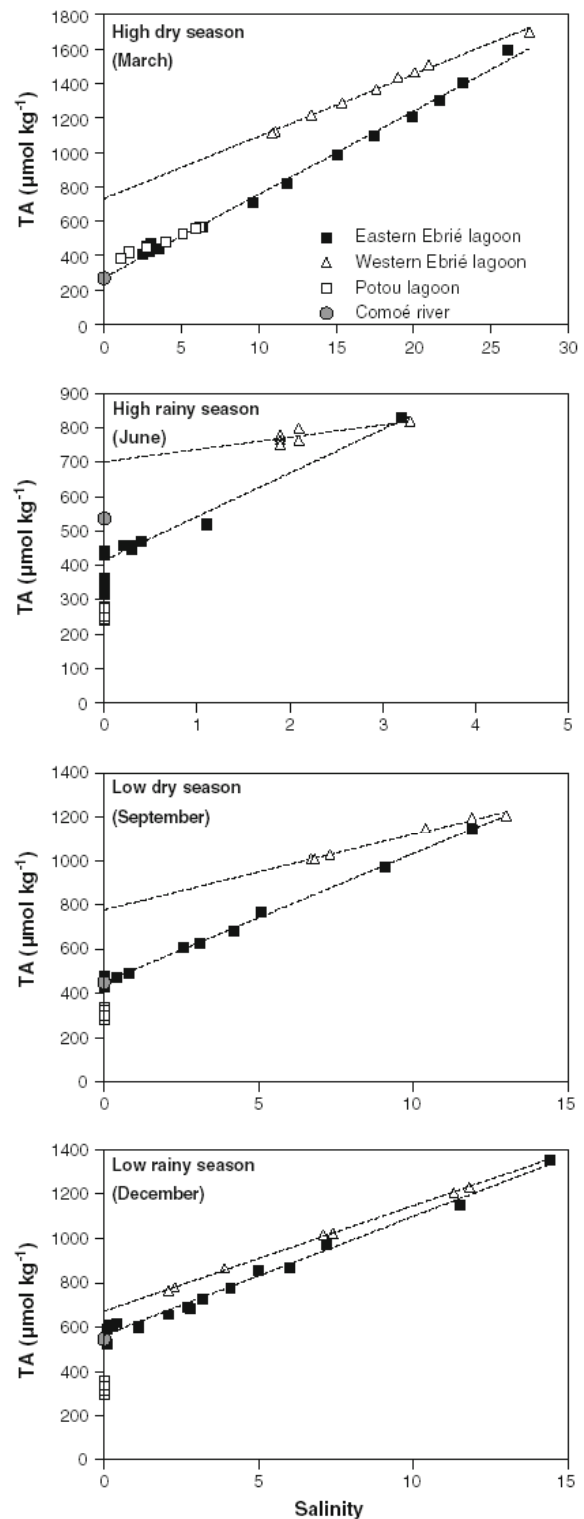 High dry season
(March)
TA (µmol kg-1)
1800
1600
1400
1200
1000
800
600
400
200
0
Eastern Ebrié lagoon
Western Ebrié lagoon
Potou lagoon
Comoé river
0 5 10 15 20 25 30
High rainy season
(June)
TA (µmol kg-1)
900
800
700
600
500
400
300
200
100
0
0 1 2 3 4 5
Low dry season
(September)
TA (µmol kg-1)
1400
1200
1000
800
600
400
200
0
0 5 10 15
Low rainy season
(December)
TA (µmol kg-1)
1400
1200
1000
800
600
400
200
0
0 5 10 15
Salinity